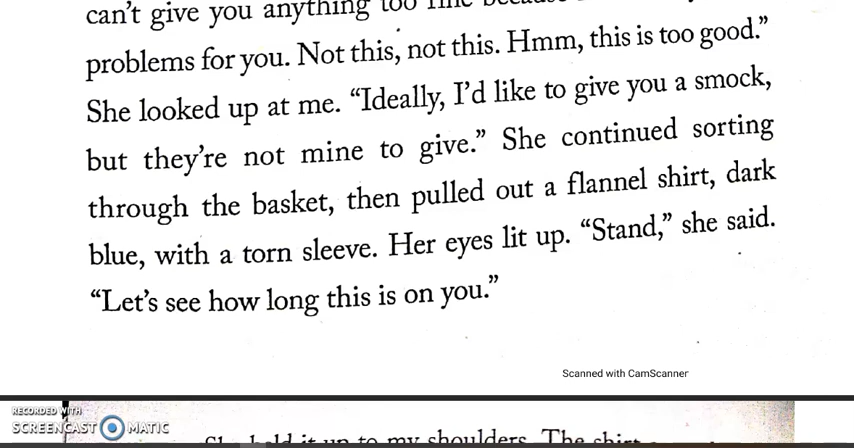 can't give you anything too
problems for you. Not this, not this. Hmm, this is too good.”
She looked up at me. “Ideally, I'd like to give you a smock,
but they're not mine to give.” She continued sorting
through the basket, then pulled out a flannel shirt, dark
blue, with a torn sleeve. Her eyes lit up. “Stand,” she said.
“Let's see how long this is on you.”
Scanned with CamScanner
RECORDED WITH
SCREENCAST MATIC
held it up to my shoulders. The